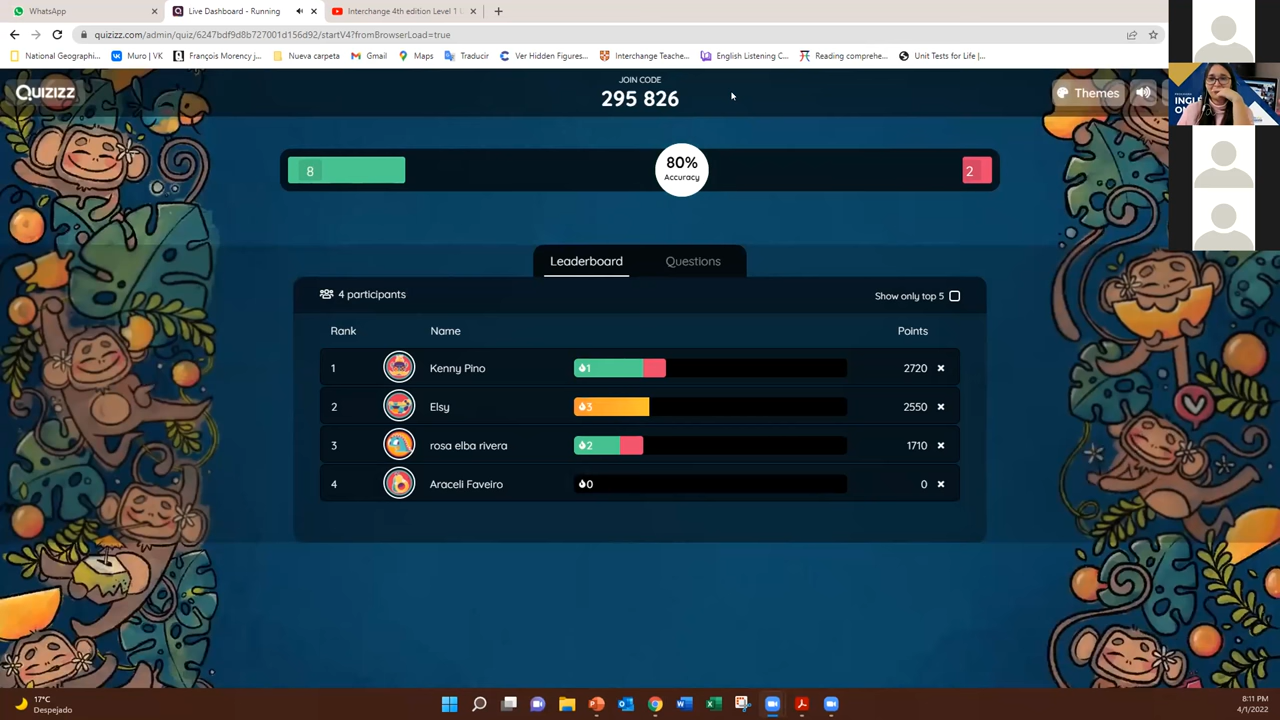 WhatsApp
Live Dashboard - Running
Interchange 4th edition Level 1
quizizz.com/admin/quiz/6247bdf9d8b727001d156d92/startV4?fromBrowserLoad=true
National Geographi...
Muro | VK
François Morency j...
Nueva carpeta
Gmail
Maps
Traducir
Ver Hidden Figures...
Interchange Teache...
English Listening C...
Reading comprehe...
Unit Tests for Life |...
Quizizz
JOIN CODE
295 826
Themes
INGL
8
80%
Accuracy
2
Leaderboard
Questions
4 participants
Show only top 5
Rank
Name
Points
1
Kenny Pino
1
2720
2
Elsy
3
2550
3
rosa elba rivera
2
1710
4
Araceli Faveiro
0
0
17°C
Despejado
8:11 PM
4/1/2022